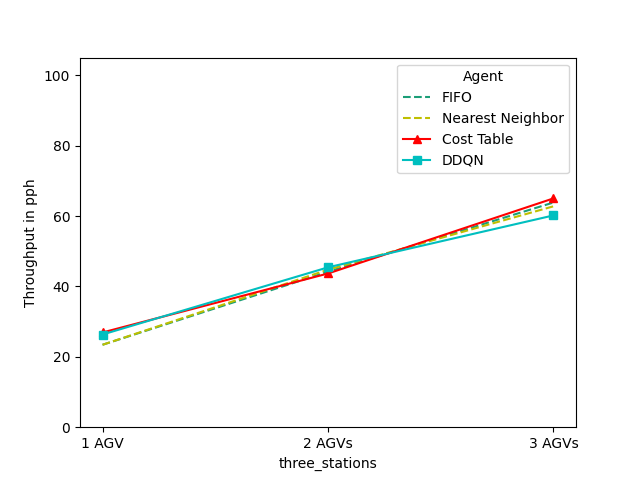 Agent
FIFO
Nearest Neighbor
Cost Table
DDQN
Throughput in pph
100
80
60
40
20
0
1 AGV
2 AGVs
3 AGVs
three_stations